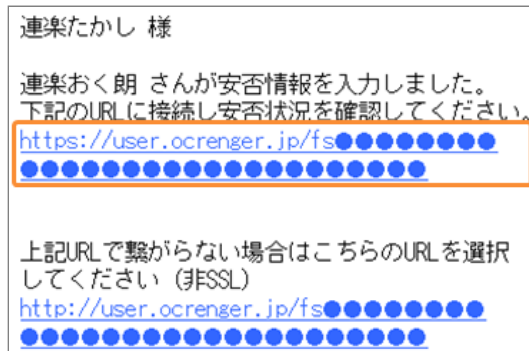 連楽たかし 様
連楽おく朗 さんが安否情報を入力しました。
下記のURLに接続し安否状況を確認してください。
https://user.ocrenger.jp/fs●●●●●●●●
●●●●●●●●●●●●●●●●●●●●
上記URLで繋がらない場合はこちらのURLを選択
してください（非SSL）
http://user.ocrenger.jp/fs●●●●●●●●
●●●●●●●●●●●●●●●●●●●●